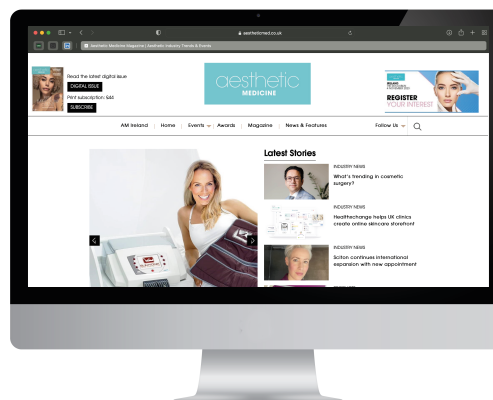 aestheticmed.co.uk
Aesthetic Medicine Magazine | Aesthetic Industry Trends & Events
Read the latest digital issue
DIGITAL ISSUE
Print subscription: £44
SUBSCRIBE
aesthetic
MEDICINE
REGISTER
YOUR INTEREST
AM Ireland
Home
Events
Awards
Magazine
News & Features
Follow Us
Latest Stories
INDUSTRY NEWS
What's trending in cosmetic
surgery?
INDUSTRY NEWS
Healthxchange helps UK clinics
create online skincare storefront
INDUSTRY NEWS
Sciton continues international
expansion with new appointment